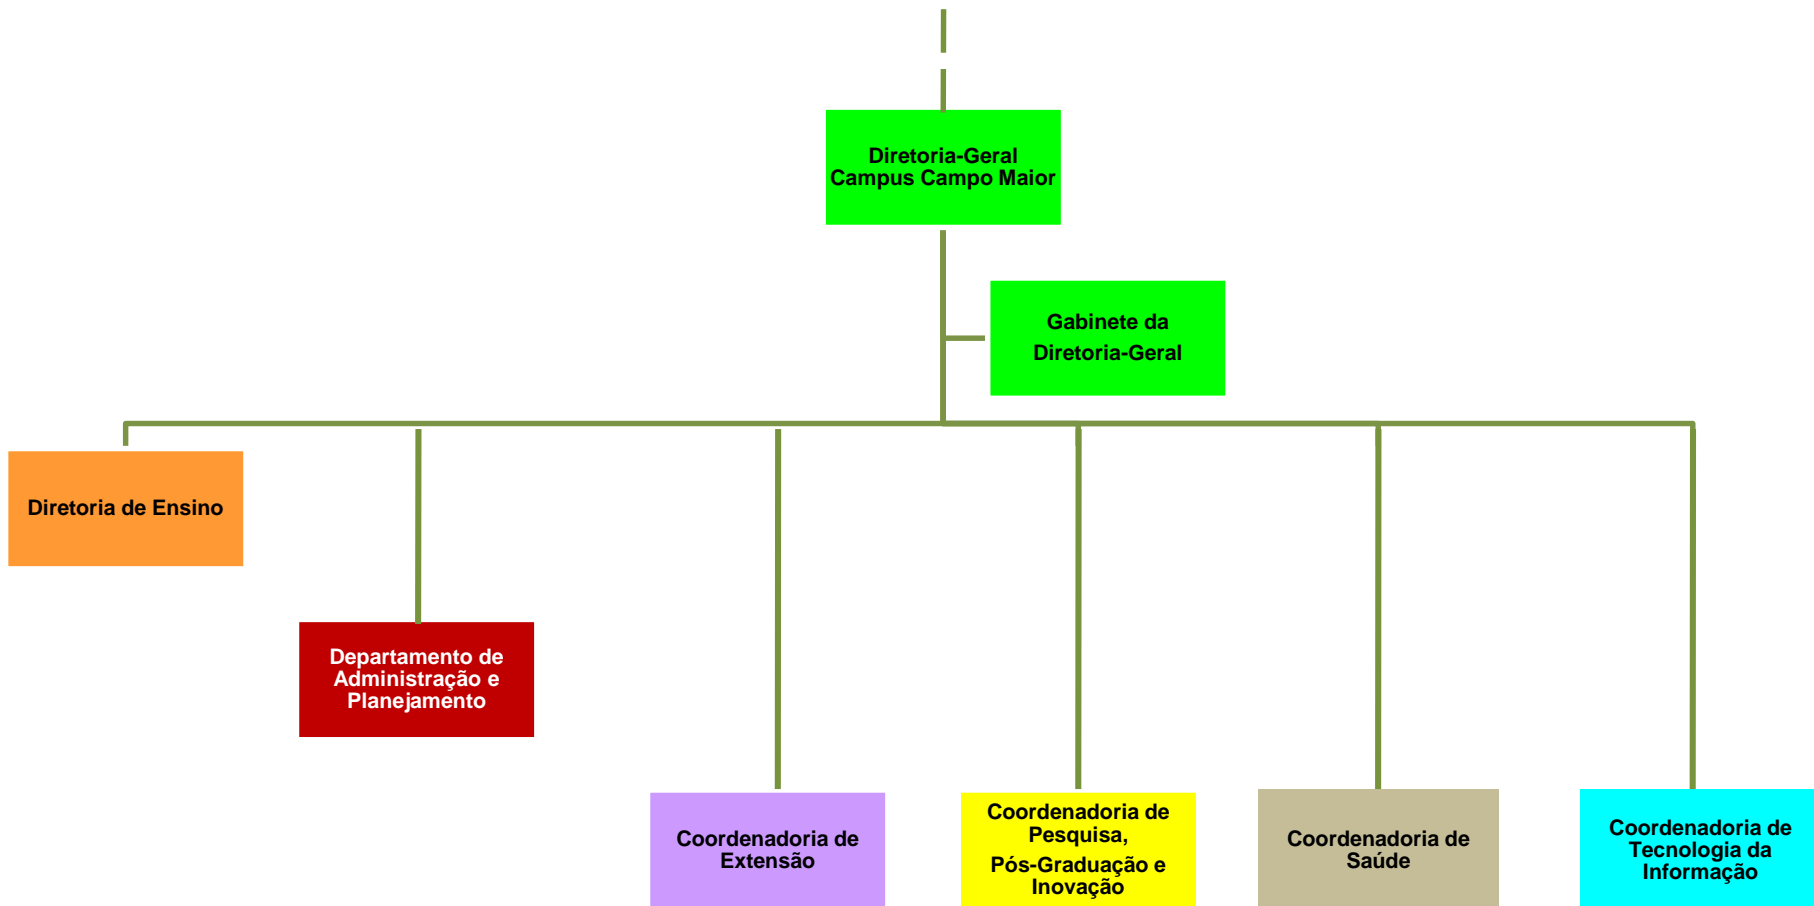 Diretoria-Geral
Campus Campo Maior
Gabinete da
Diretoria-Geral
Diretoria de Ensino
Departamento de
Administração e
Planejamento
Coordenadoria de
Extensão
Coordenadoria de
Pesquisa,
Pós-Graduação e
Inovação
Coordenadoria de
Saúde
Coordenadoria de
Tecnologia da
Informação